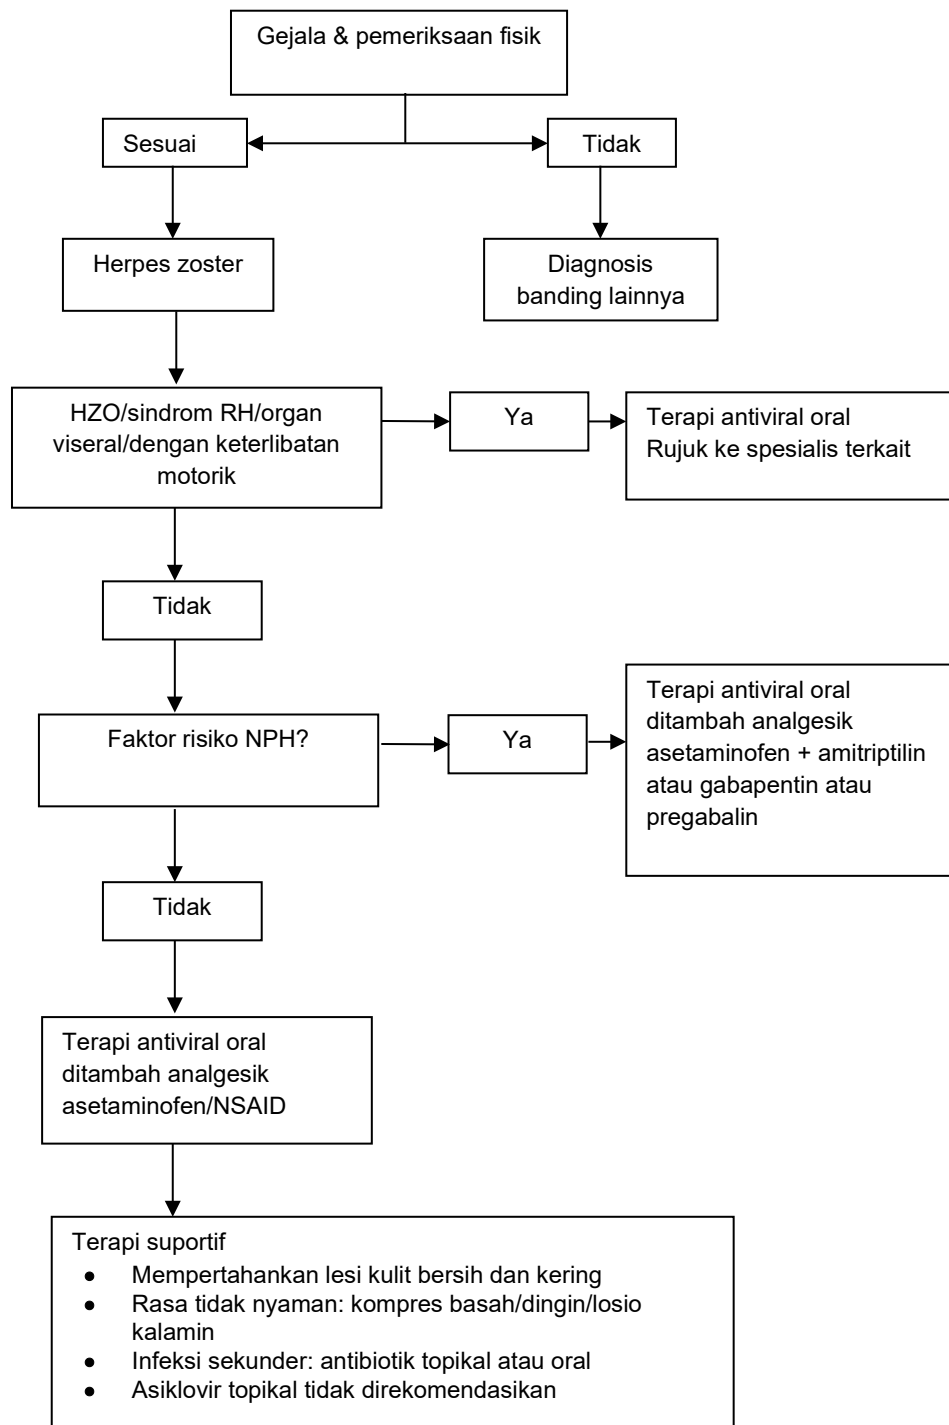 Gejala & pemeriksaan fisik
Sesuai
Tidak
Herpes zoster
Diagnosis
banding lainnya
HZO/sindrom RH/organ
viseral/dengan keterlibatan
motorik
Ya
Terapi antiviral oral
Rujuk ke spesialis terkait
Tidak
Faktor risiko NPH?
Ya
Terapi antiviral oral
ditambah analgesik
asetaminofen + amitriptilin
atau gabapentin atau
pregabalin
Tidak
Terapi antiviral oral
ditambah analgesik
asetaminofen/NSAID
Terapi suportif
• Mempertahankan lesi kulit bersih dan kering
• Rasa tidak nyaman: kompres basah/dingin/losio
kalamin
• Infeksi sekunder: antibiotik topikal atau oral
• Asiklovir topikal tidak direkomendasikan